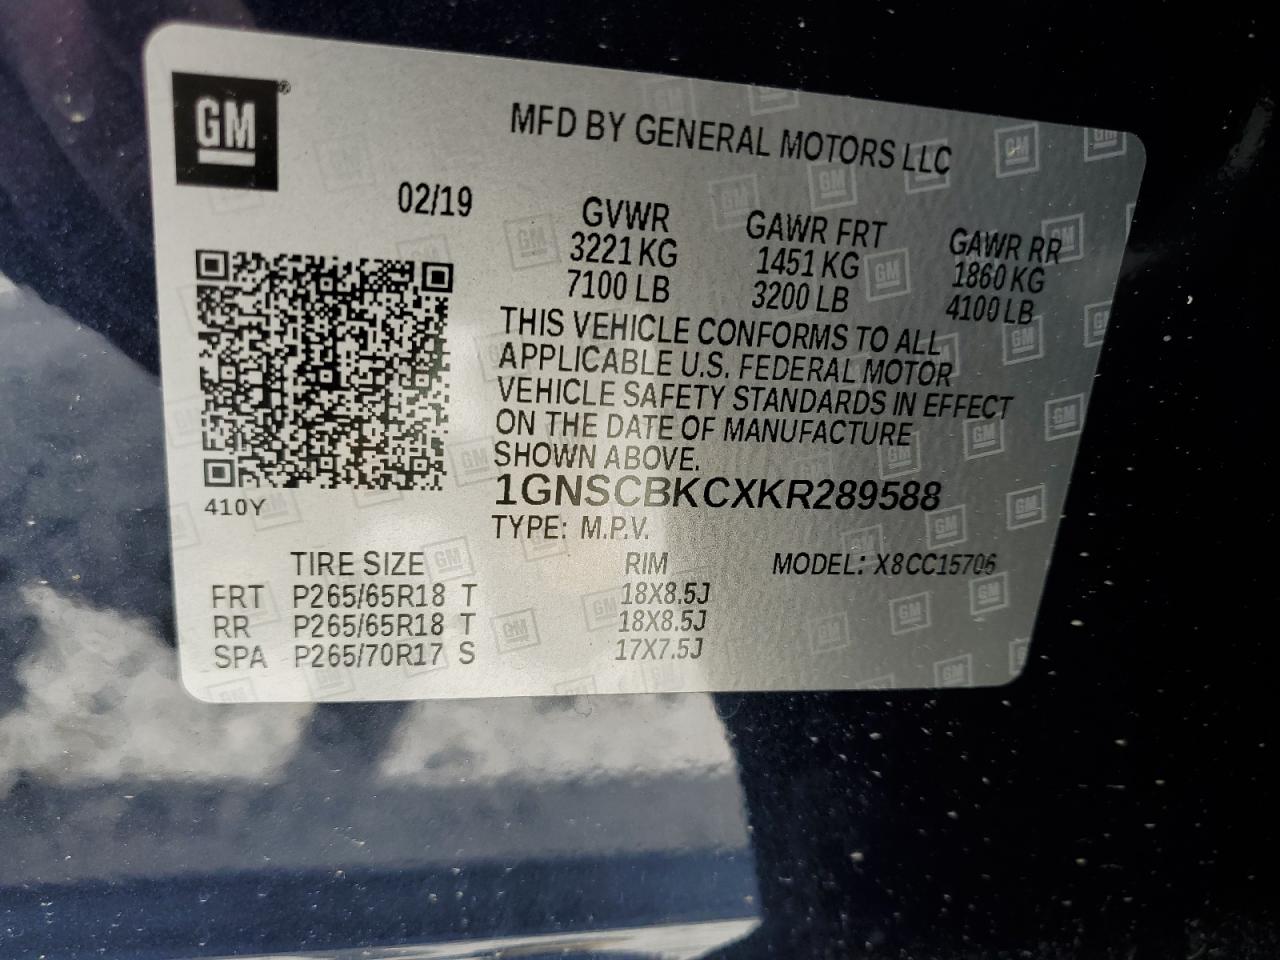 GM®
MFD BY GENERAL MOTORS LLC
02/19
GVWR GAWR FRT GAWR RR
3221 KG 1451 KG 1860 KG
7100 LB 3200 LB 4100 LB
THIS VEHICLE CONFORMS TO ALL
APPLICABLE U.S. FEDERAL MOTOR
VEHICLE SAFETY STANDARDS IN EFFECT
ON THE DATE OF MANUFACTURE
SHOWN ABOVE.
1GNSCBKCXKR289588
410Y
TYPE: M.P.V.
TIRE SIZE RIM MODEL: X8CC15706
FRT P265/65R18 T 18X8.5J
RR P265/65R18 T 18X8.5J
SPA P265/70R17 S 17X7.5J